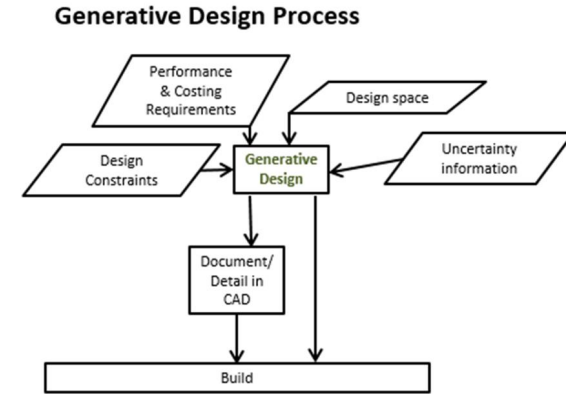 Generative Design Process
Performance
& Costing
Requirements
Design space
Design
Constraints
Generative
Design
Uncertainty
information
Document/
Detail in
CAD
Build